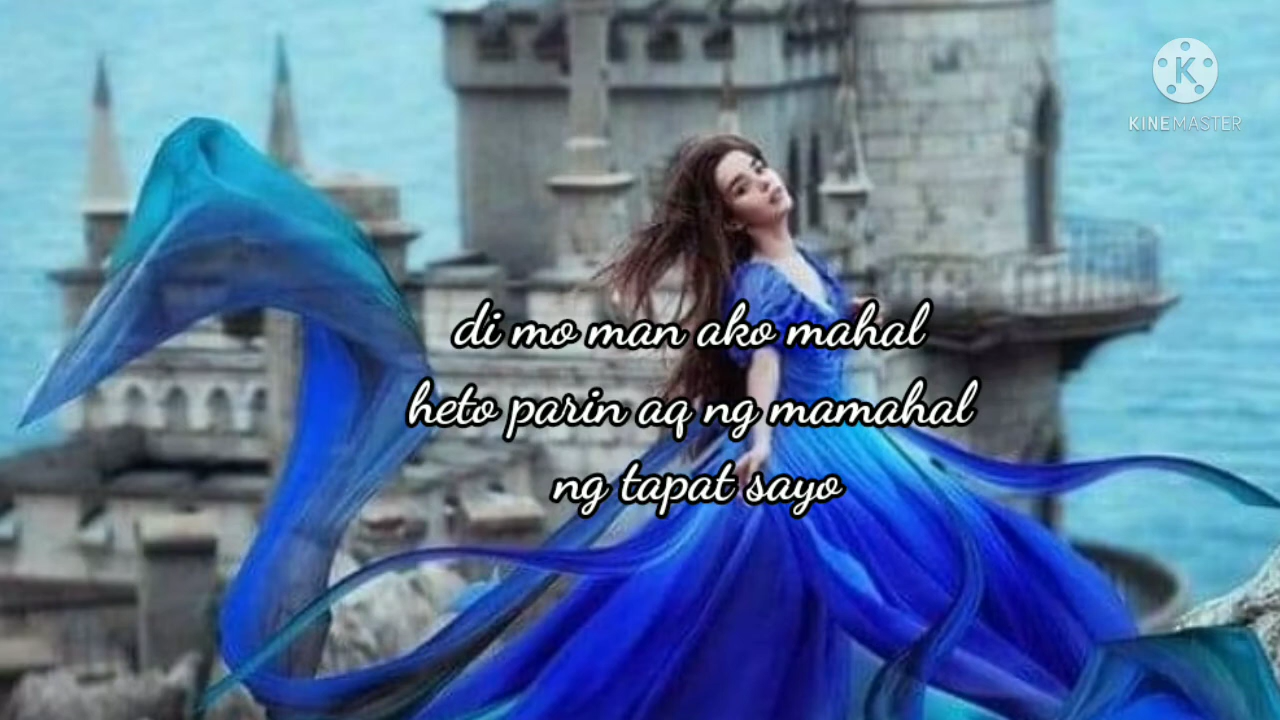 K
KINEMASTER
di mo man ako mahal
heto parin aq ng mamahal
ng tapat sayo